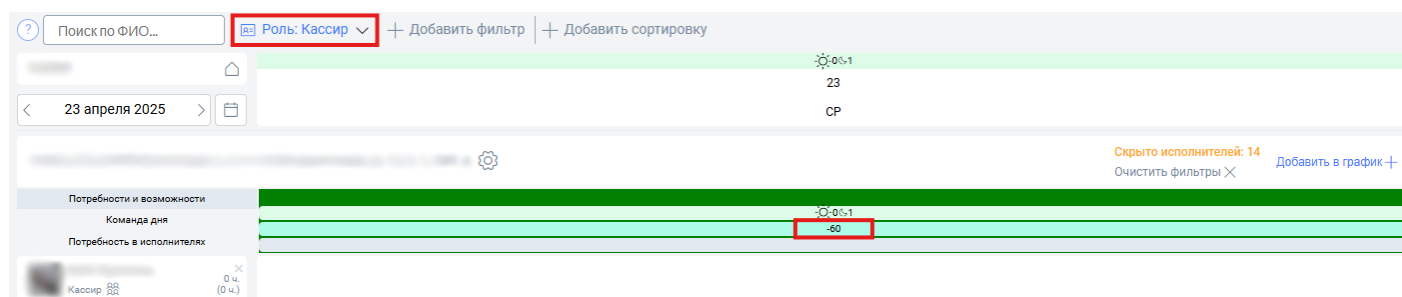 ? Поиск по ФИО... Роль: Кассир + Добавить фильтр + Добавить сортировку
-0 1
23 апреля 2025
23
СР
Скрыто исполнителей: 14
Добавить в график +
Очистить фильтры ×
Потребности и возможности
Команда дня
-0 1
-60
Потребность в исполнителях
0 ч.
Кассир
(0 ч.)